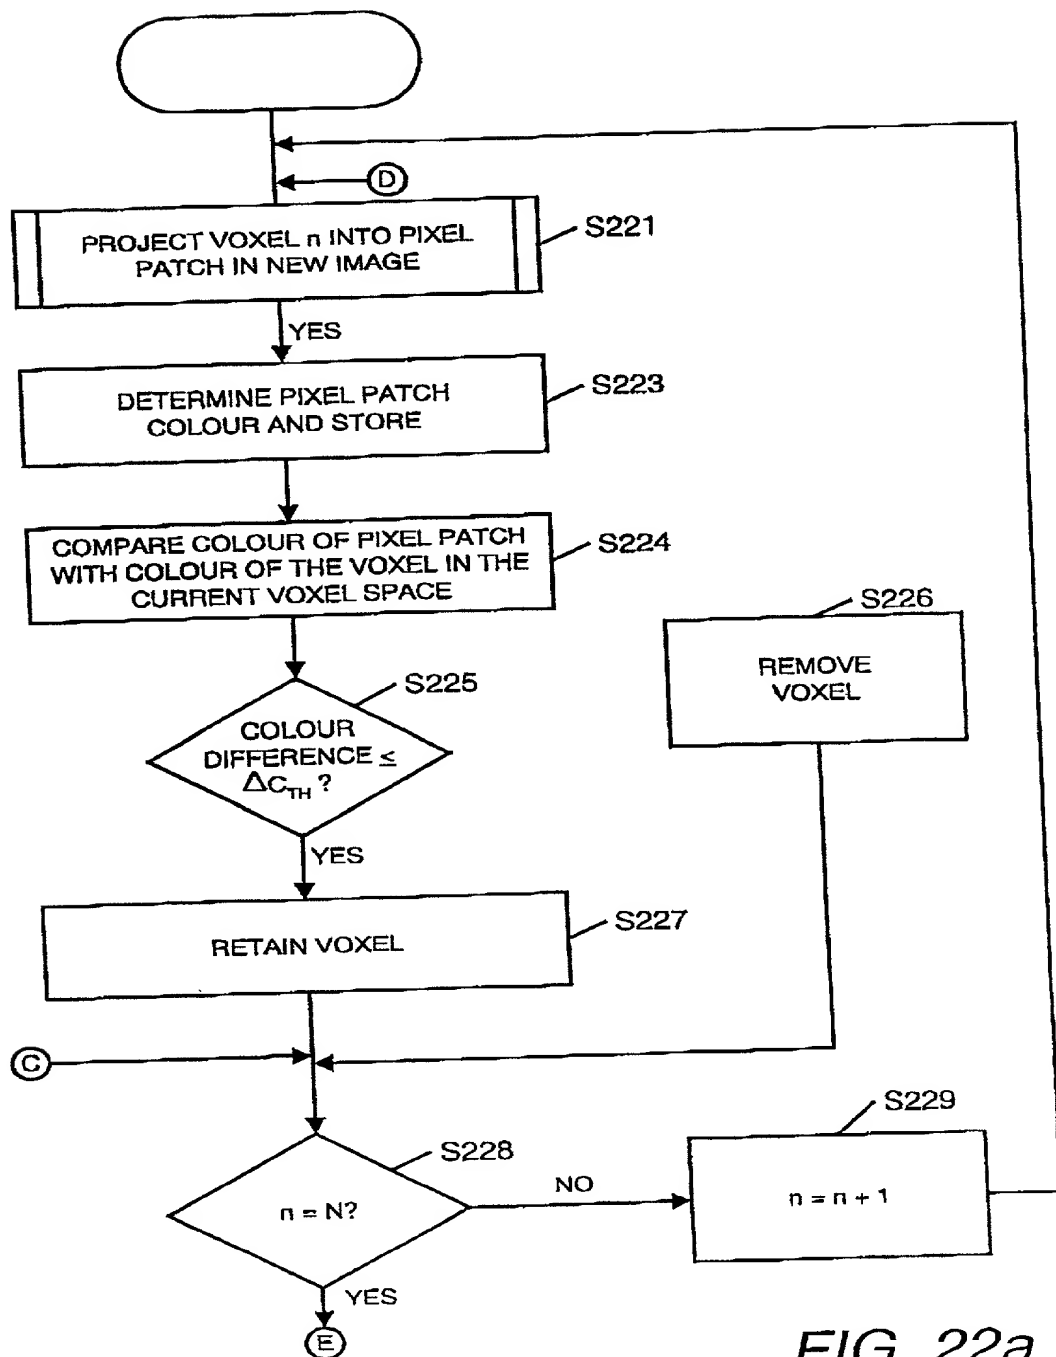 D
PROJECT VOXEL n INTO PIXEL
PATCH IN NEW IMAGE
S221
YES
DETERMINE PIXEL PATCH
COLOUR AND STORE
S223
COMPARE COLOUR OF PIXEL PATCH
WITH COLOUR OF THE VOXEL IN THE
CURRENT VOXEL SPACE
S224
S226
REMOVE
VOXEL
S225
COLOUR
DIFFERENCE ≤
ΔC_TH ?
YES
RETAIN VOXEL
S227
C
S228
n = N?
NO
S229
n = n + 1
YES
E
FIG. 22a